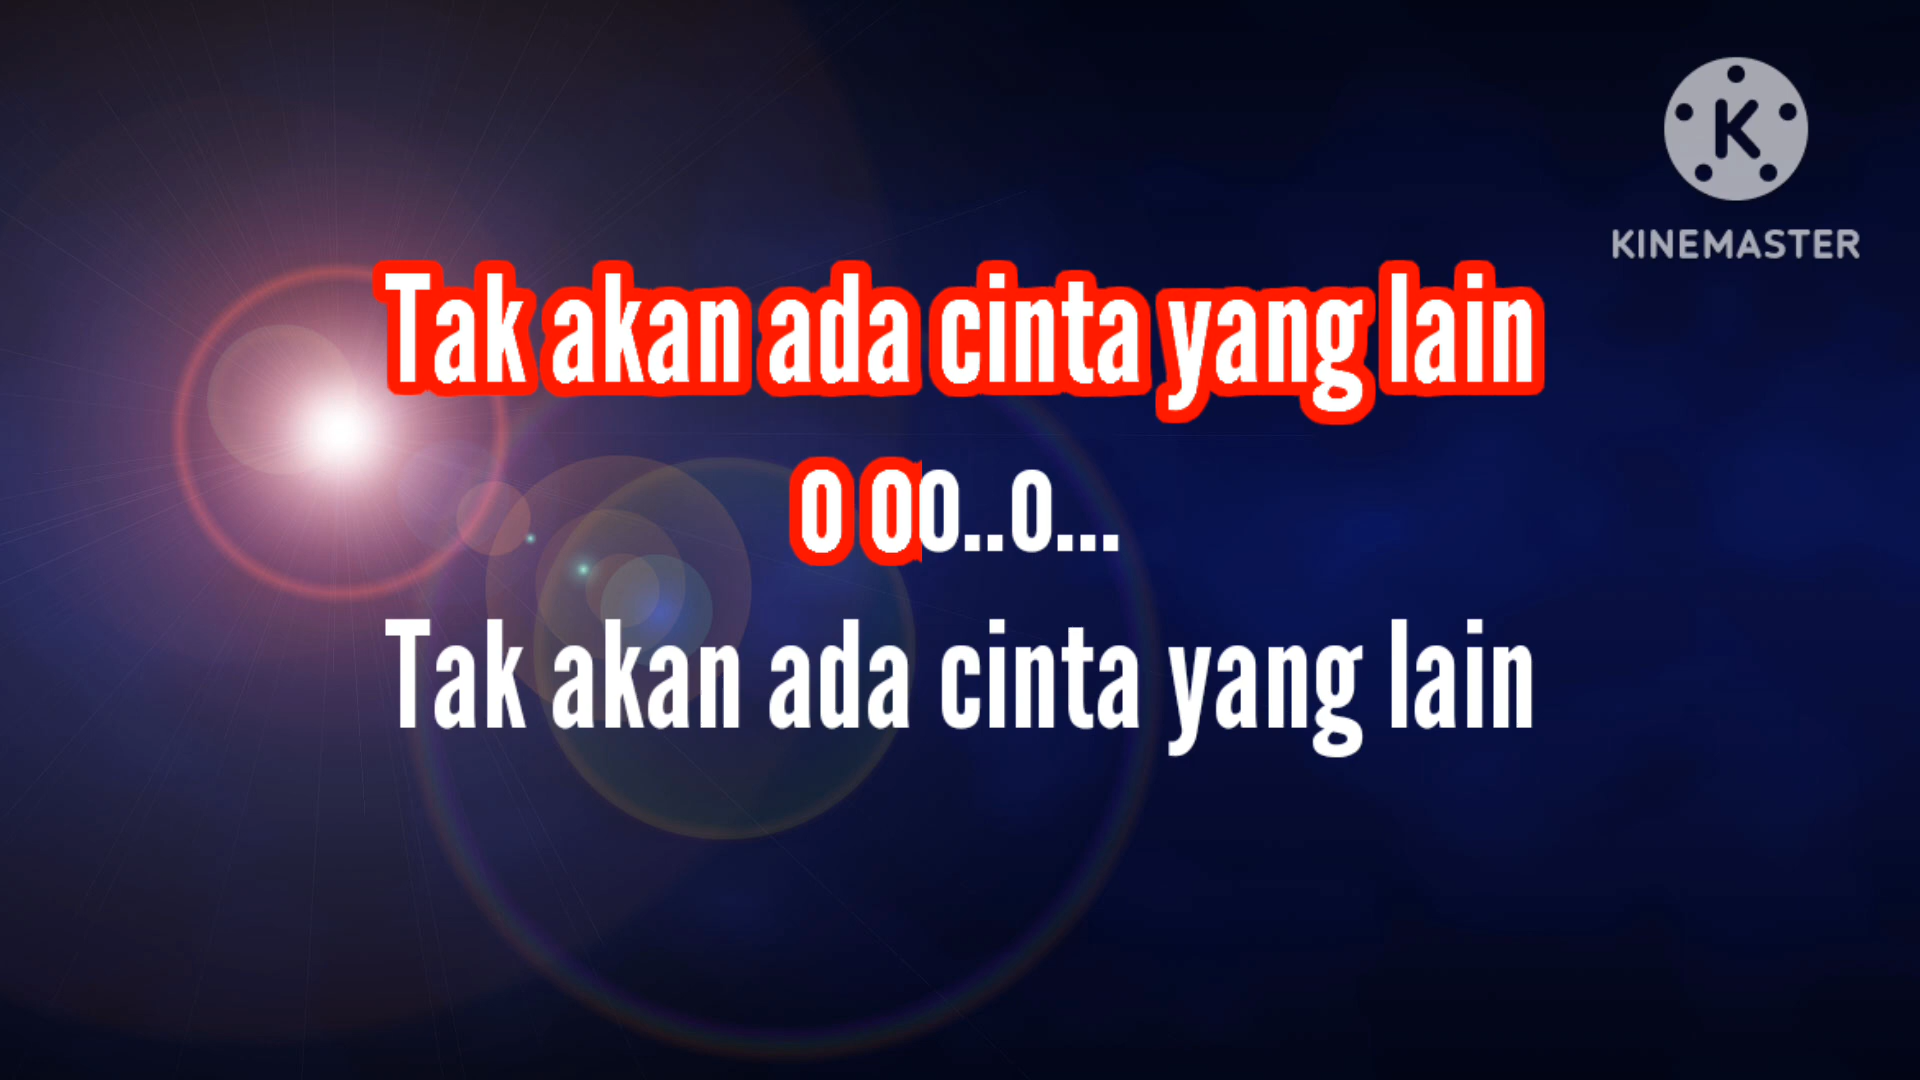 K
KINEMASTER
Tak akan ada cinta yang lain
O OO..O...
Tak akan ada cinta yang lain